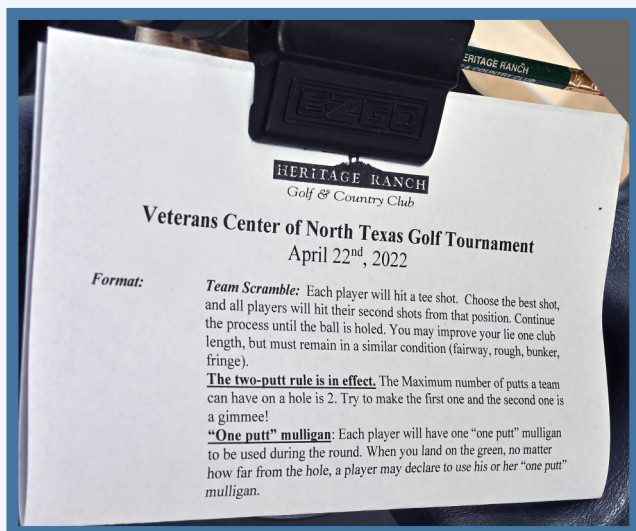 EZGO
ERITAGE RANCH
& COUNTRY CLUB
HERITAGE RANCH
Golf & Country Club
Veterans Center of North Texas Golf Tournament
April 22nd, 2022
Format: Team Scramble: Each player will hit a tee shot. Choose the best shot,
and all players will hit their second shots from that position. Continue
the process until the ball is holed. You may improve your lie one club
length, but must remain in a similar condition (fairway, rough, bunker,
fringe).
The two-putt rule is in effect. The Maximum number of putts a team
can have on a hole is 2. Try to make the first one and the second one is
a gimmee!
“One putt” mulligan: Each player will have one “one putt” mulligan
to be used during the round. When you land on the green, no matter
how far from the hole, a player may declare to use his or her “one putt”
mulligan.